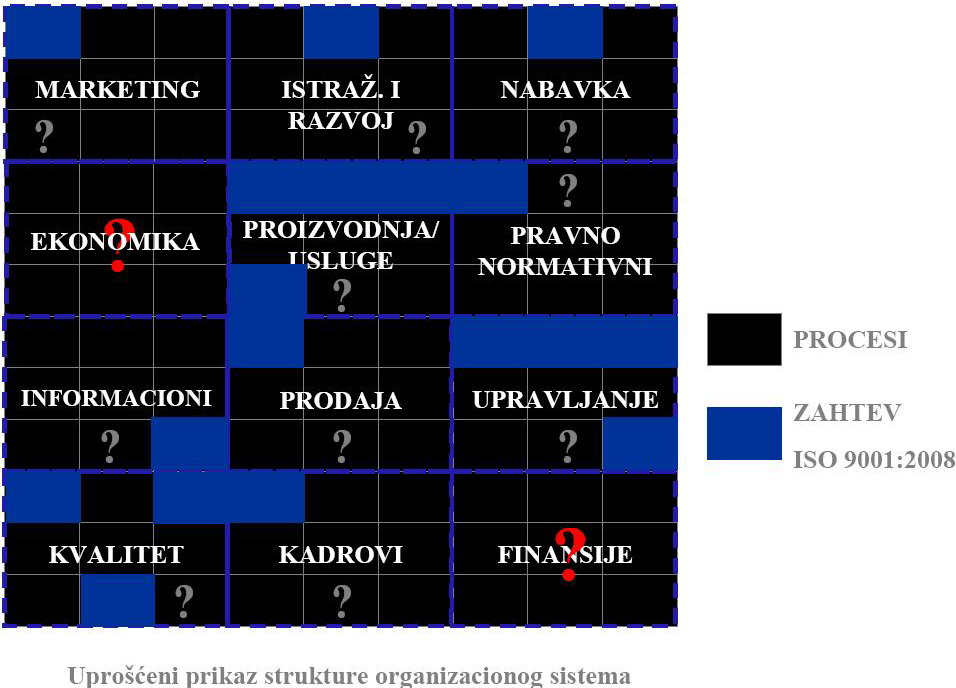 MARKETING
ISTRAŽ. I
RAZVOJ
NABAVKA
?
?
?
?
EKONOMIKA
?
PROIZVODNJA/
USLUGE
?
PRAVNO
NORMATIVNI
PROCESI
INFORMACIONI
?
PRODAJA
?
UPRAVLJANJE
?
ZAHTEV
ISO 9001:2008
KVALITET
?
KADROVI
?
FINANSIJE
?
Uprošćeni prikaz strukture organizacionog sistema